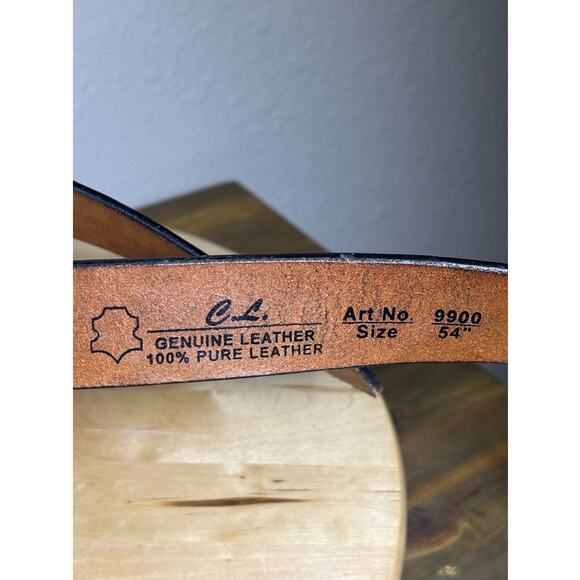 C.L.
GENUINE LEATHER
100% PURE LEATHER
Art No 9900
Size 54"